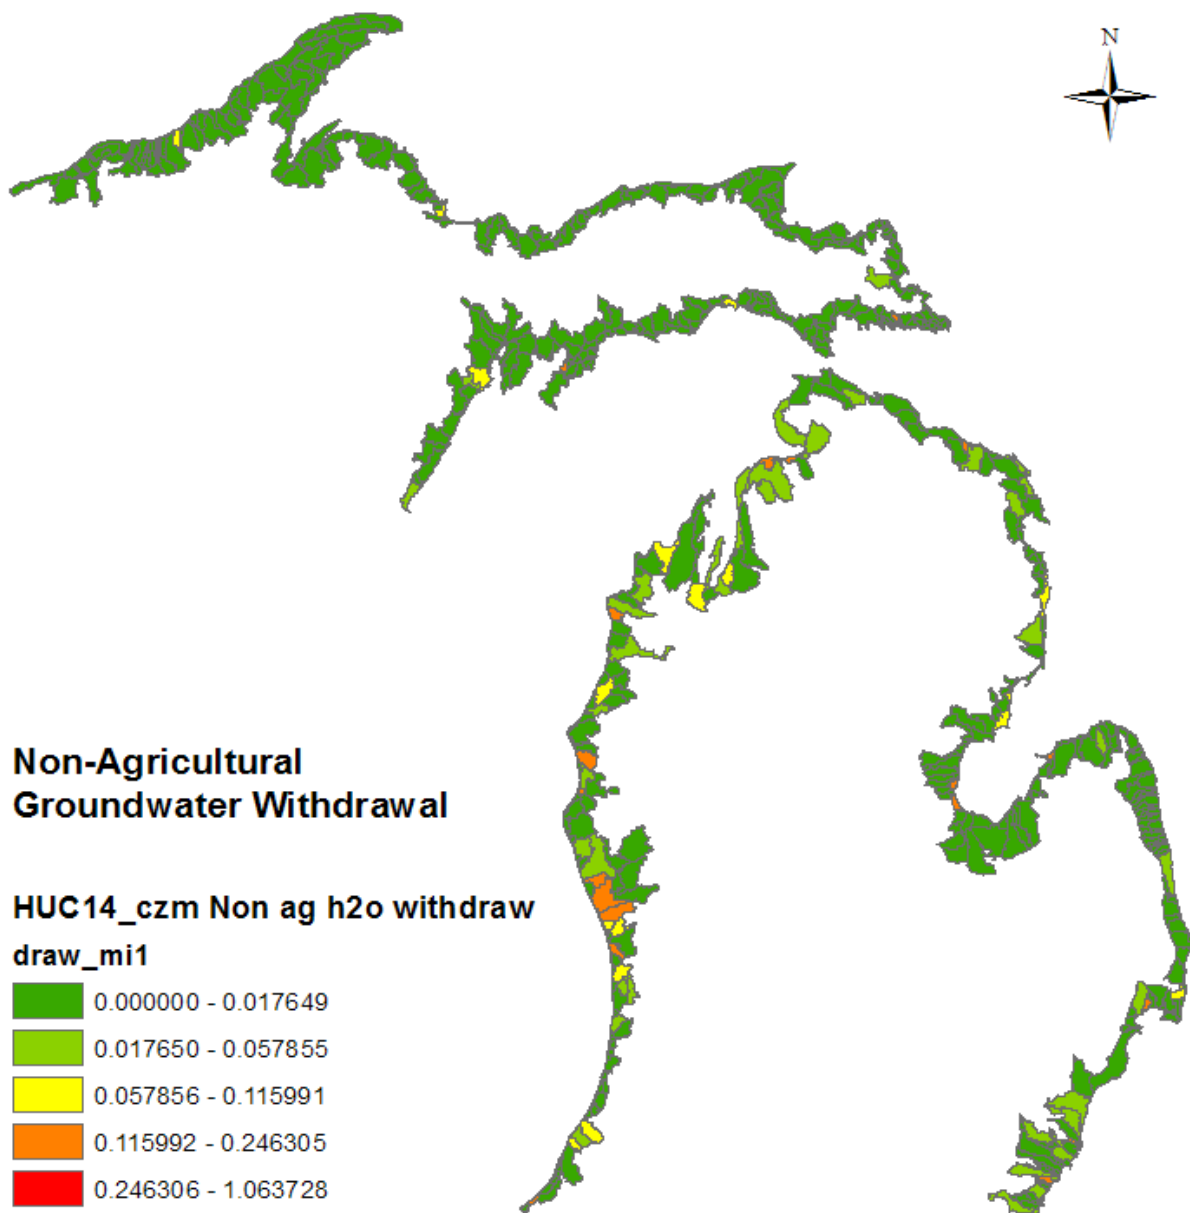 N
Non-Agricultural
Groundwater Withdrawal
HUC14_czm Non ag h2o withdraw
draw_mi1
0.000000 - 0.017649
0.017650 - 0.057855
0.057856 - 0.115991
0.115992 - 0.246305
0.246306 - 1.063728